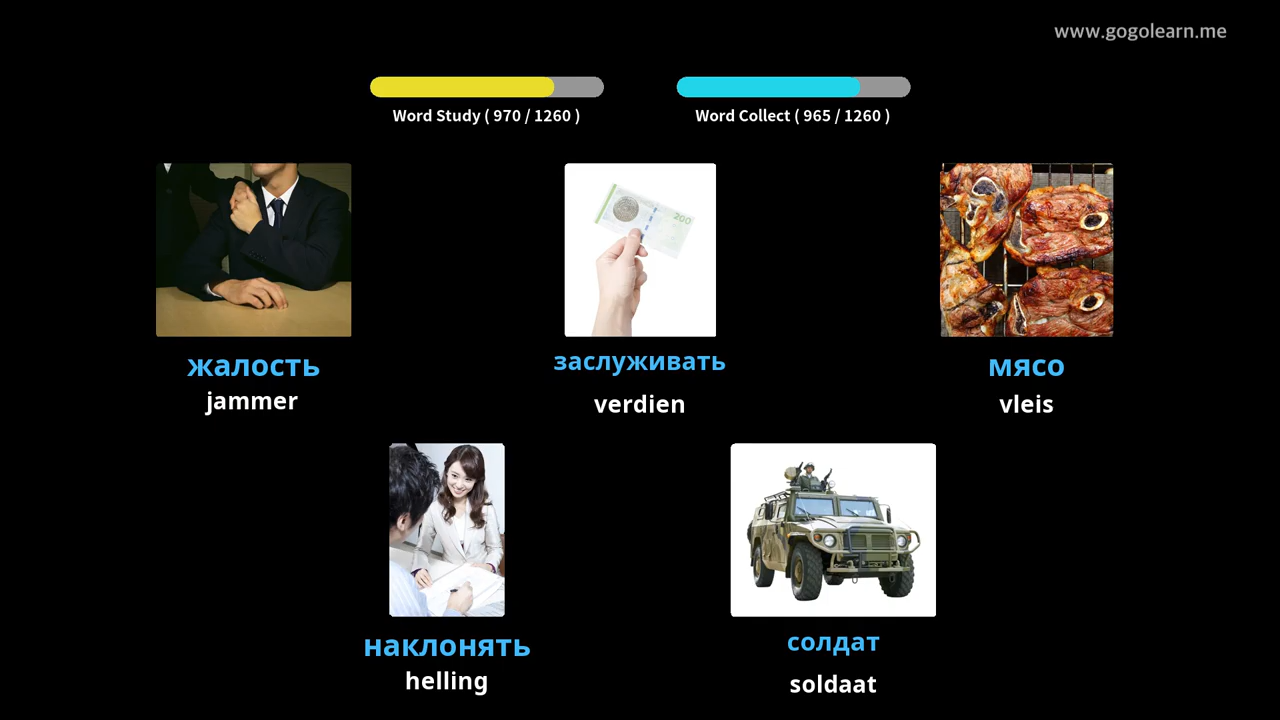 www.gogolearn.me
Word Study ( 970 / 1260 )
Word Collect ( 965 / 1260 )
жалость
jammer
заслуживать
verdien
мясо
vleis
200
наклонять
helling
солдат
soldaat